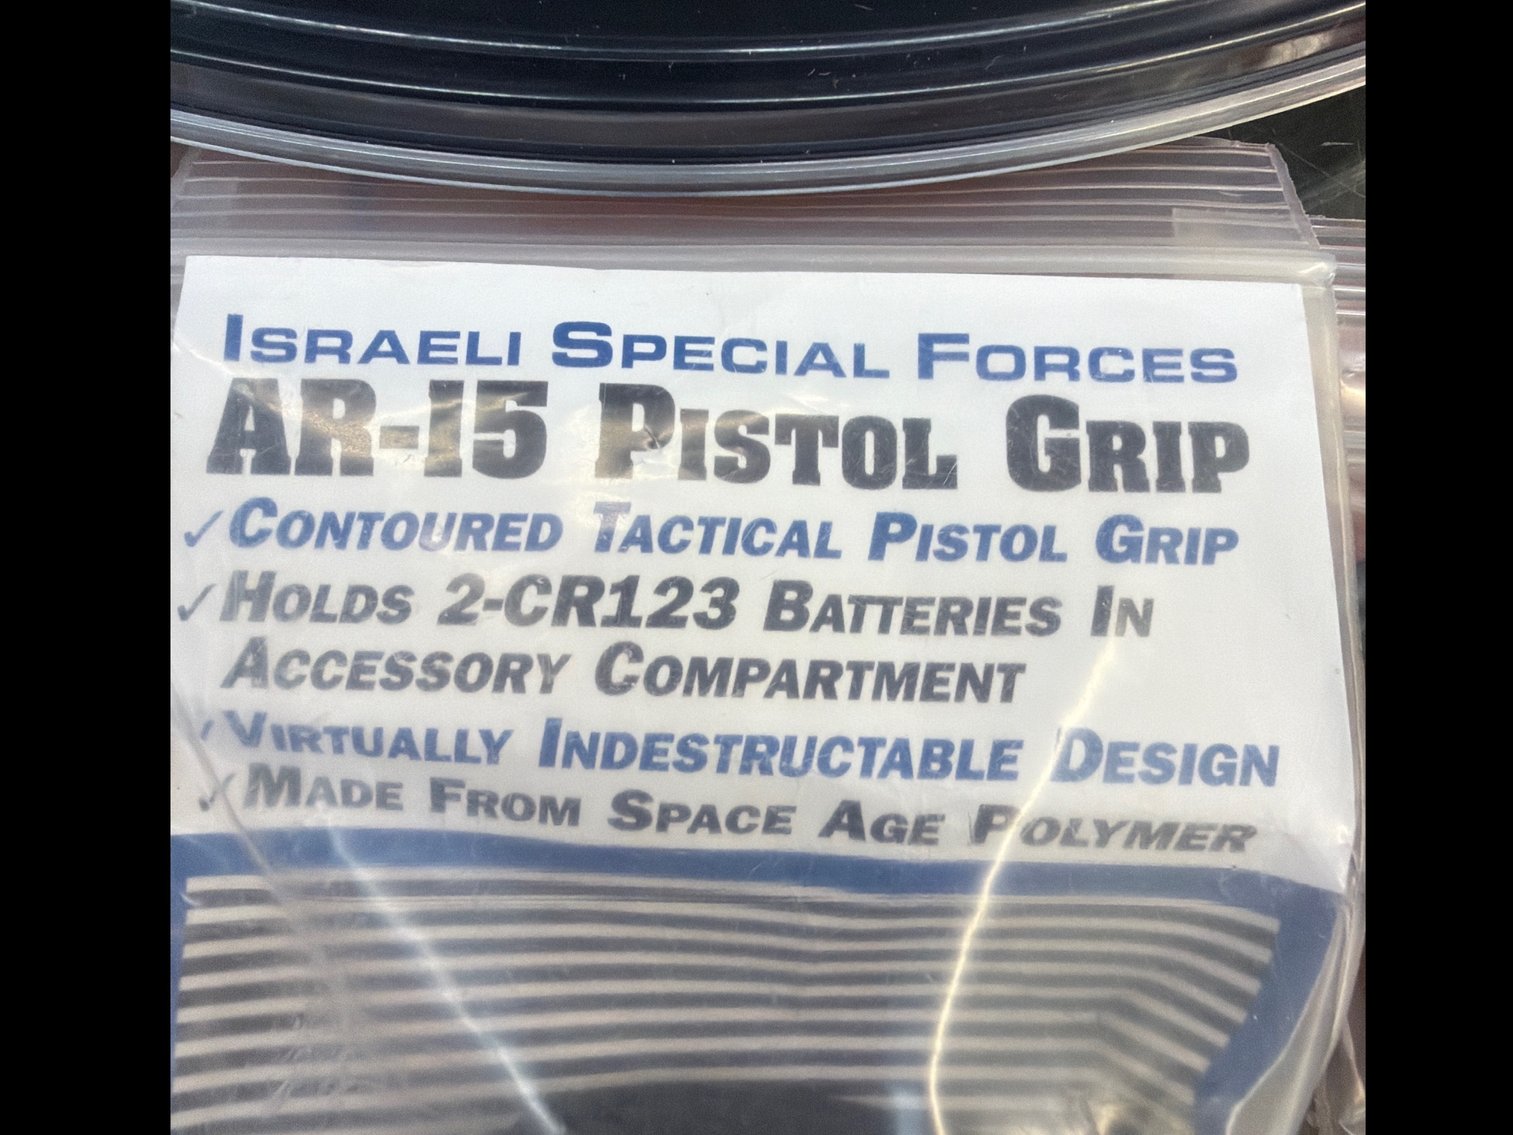 ISRAELI SPECIAL FORCES
AR-15 PISTOL GRIP
✓CONTOURED TACTICAL PISTOL GRIP
✓HOLDS 2-CR123 BATTERIES IN
ACCESSORY COMPARTMENT
✓VIRTUALLY INDESTRUCTABLE DESIGN
✓MADE FROM SPACE AGE POLYMER